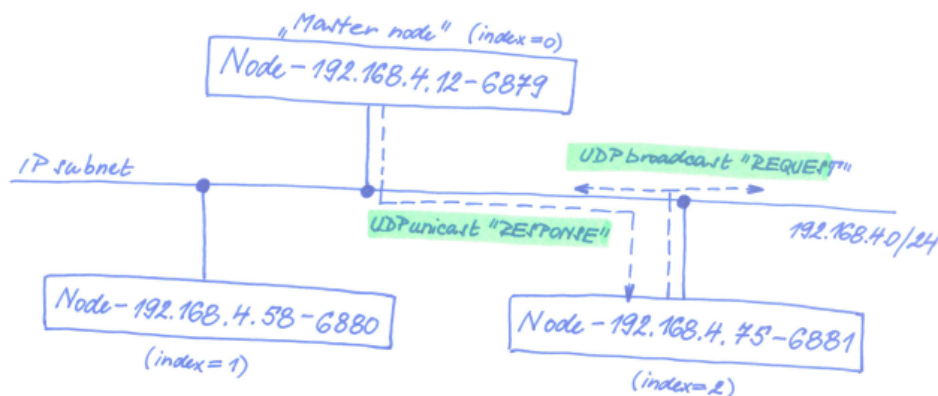 „Master node" (index=0)
Node-192.168.4.12-6879
IP subnet
UDP broadcast "REQUEST"
UDP unicast "RESPONSE"
192.168.4.0/24
Node-192.168.4.58-6880
(index=1)
Node-192.168.4.75-6881
(index=2)